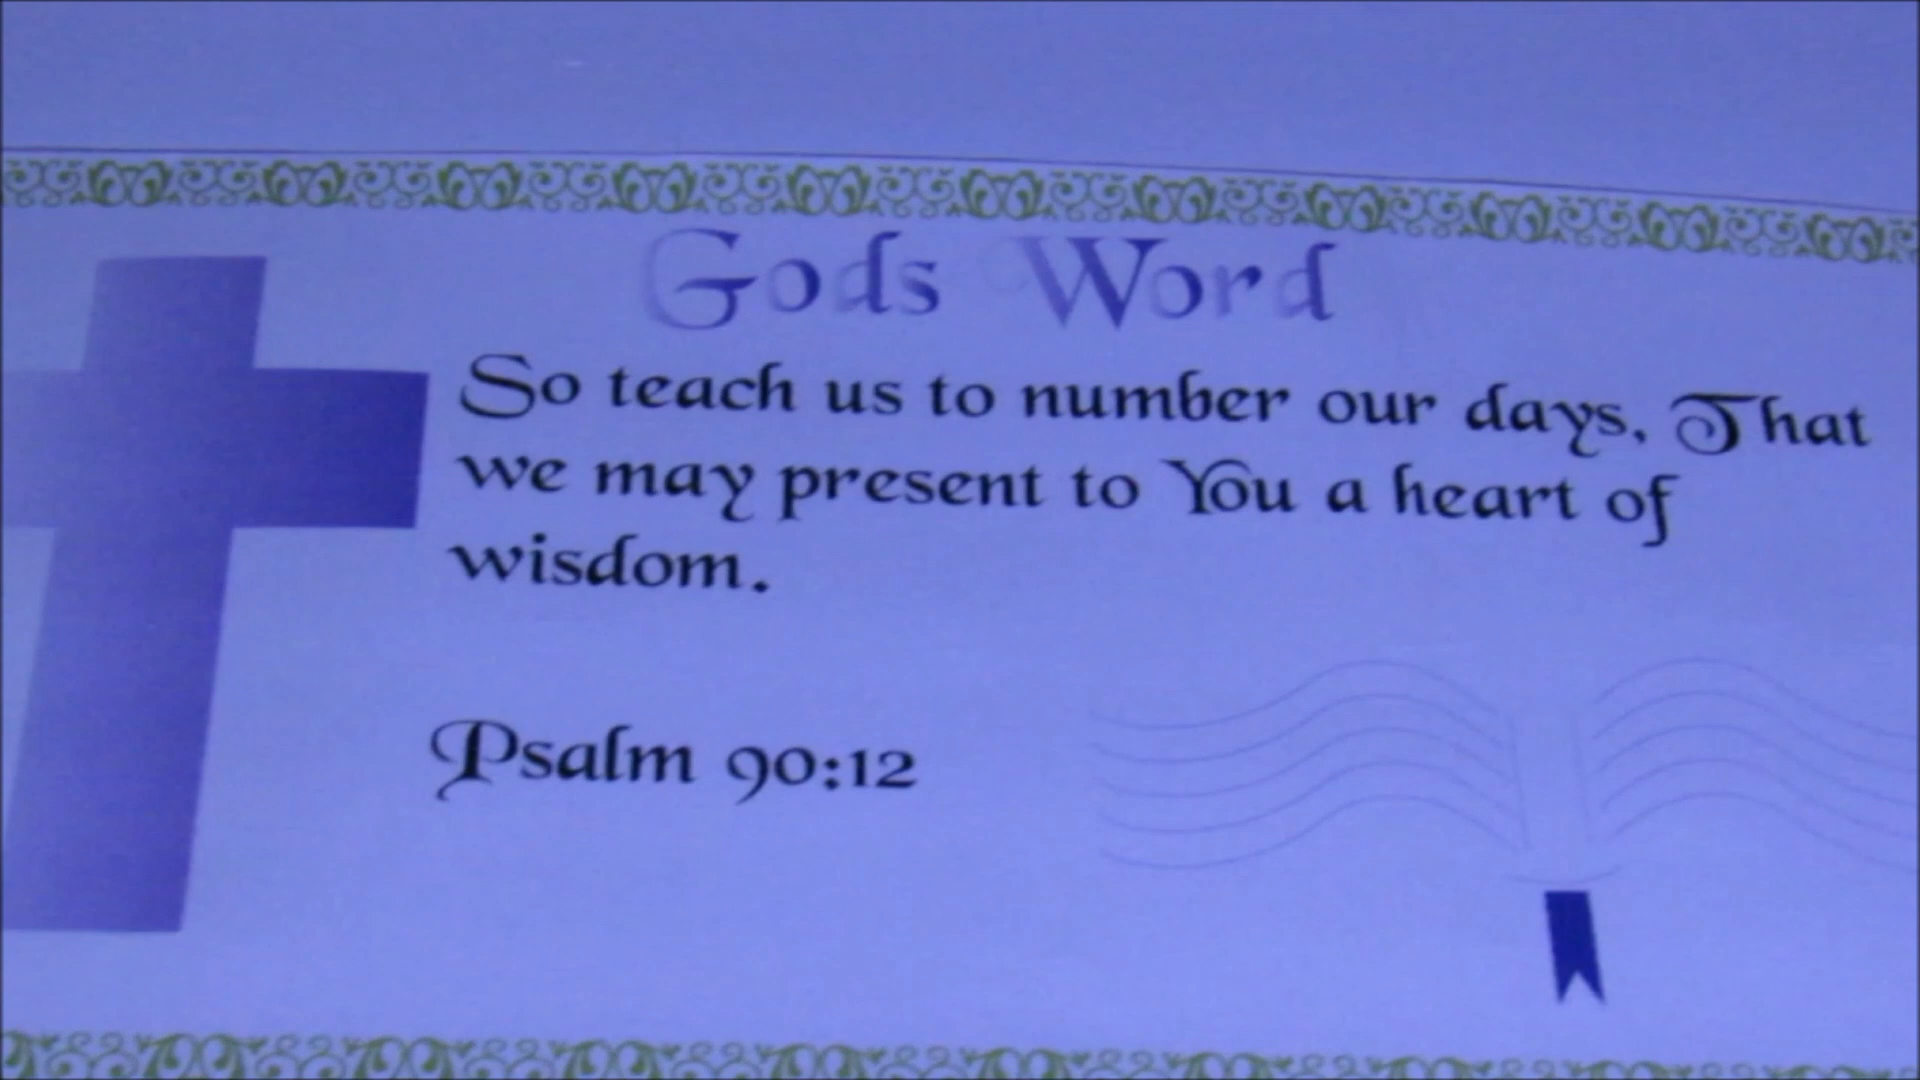 Gods Word
So teach us to number our days, That
we may present to You a heart of
wisdom.
Psalm 90:12